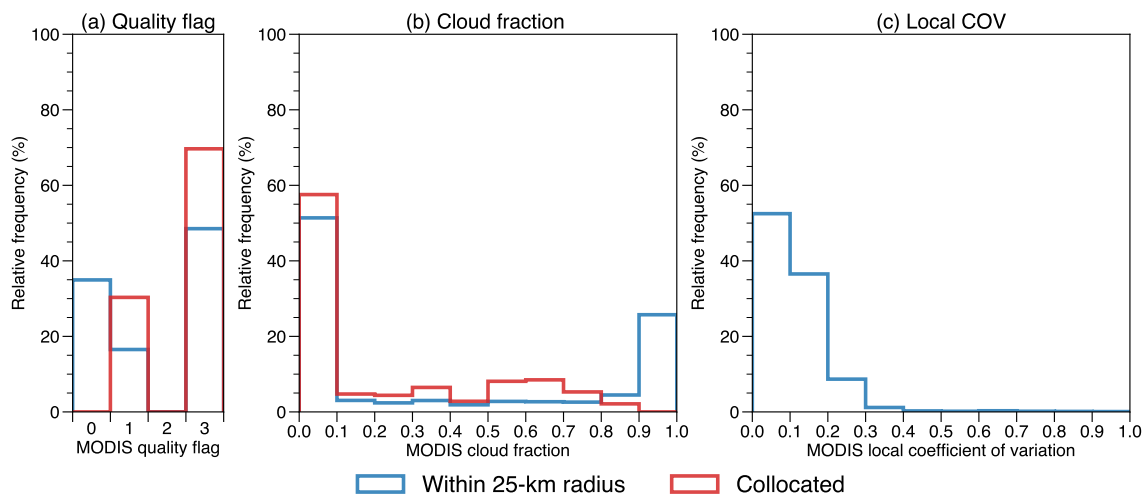 (a) Quality flag
Relative frequency (%)
100
80
60
40
20
0
0 1 2 3
MODIS quality flag
(b) Cloud fraction
Relative frequency (%)
100
80
60
40
20
0
0.0 0.1 0.2 0.3 0.4 0.5 0.6 0.7 0.8 0.9 1.0
MODIS cloud fraction
(c) Local COV
Relative frequency (%)
100
80
60
40
20
0
0.0 0.1 0.2 0.3 0.4 0.5 0.6 0.7 0.8 0.9 1.0
MODIS local coefficient of variation
Within 25-km radius
Collocated